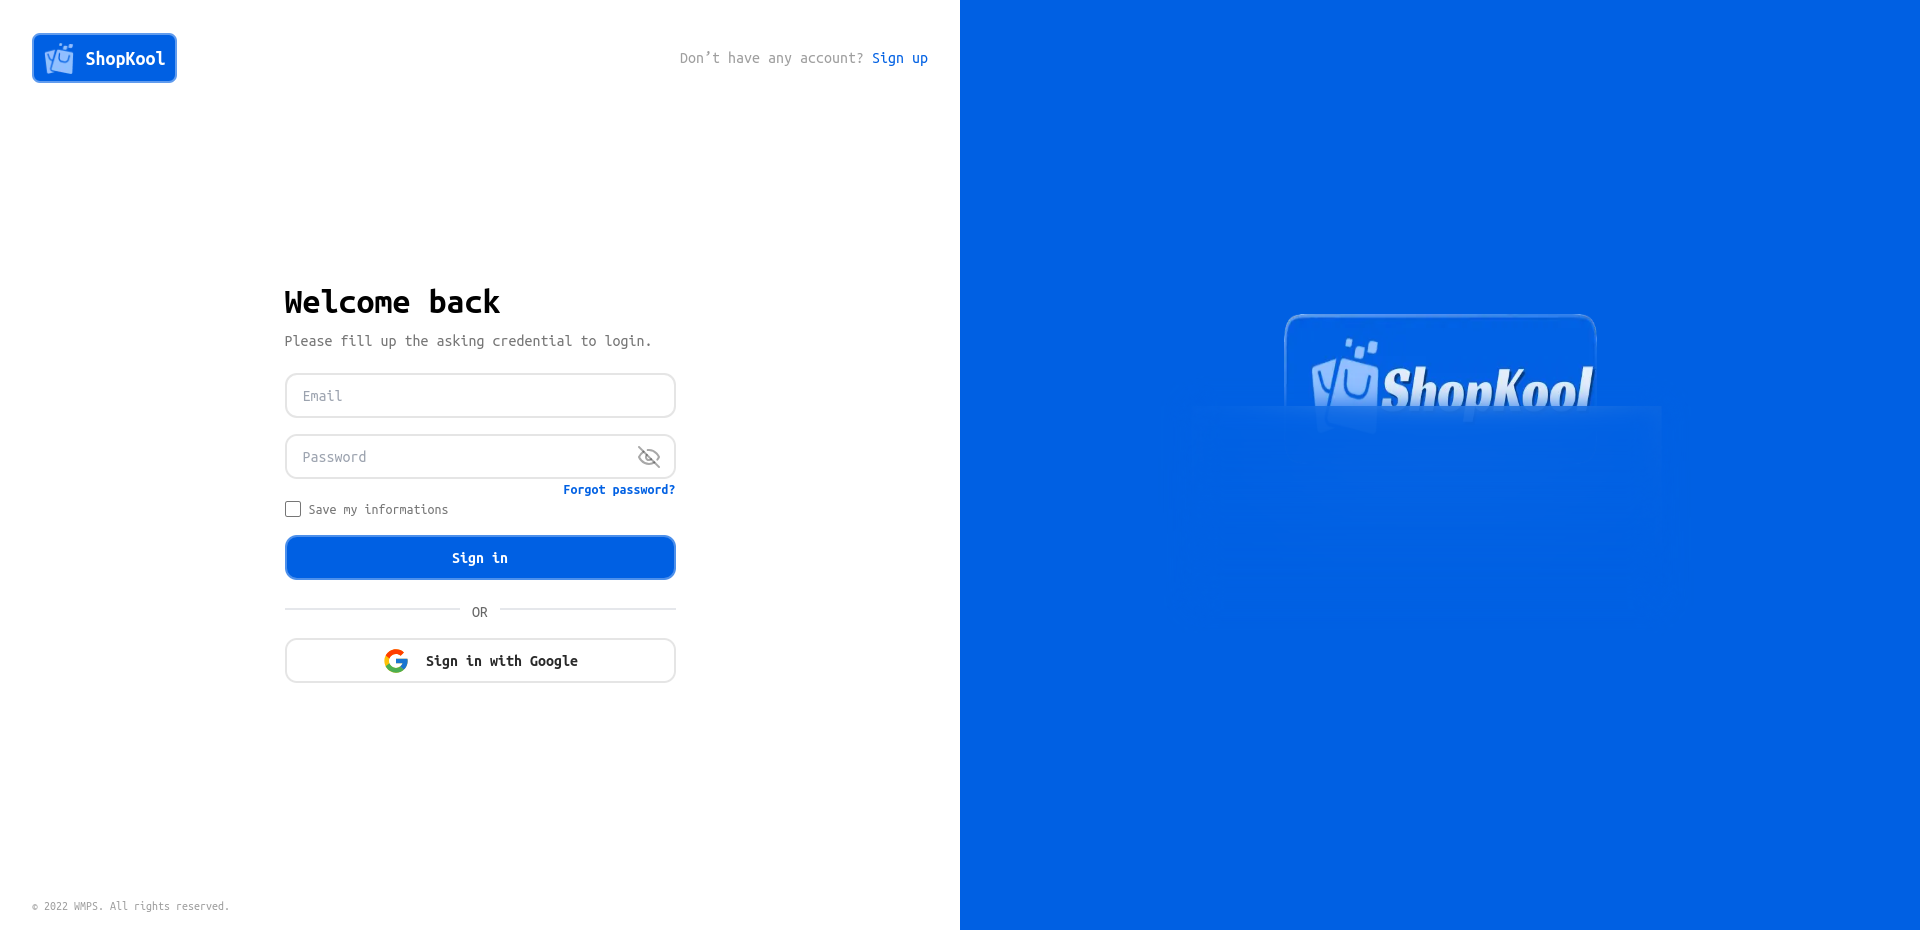 ShopKool
Don’t have any account? Sign up
Welcome back
Please fill up the asking credential to login.
Email
Password
Forgot password?
Save my informations
Sign in
OR
Sign in with Google
© 2022 WMPS. All rights reserved.
ShopKool